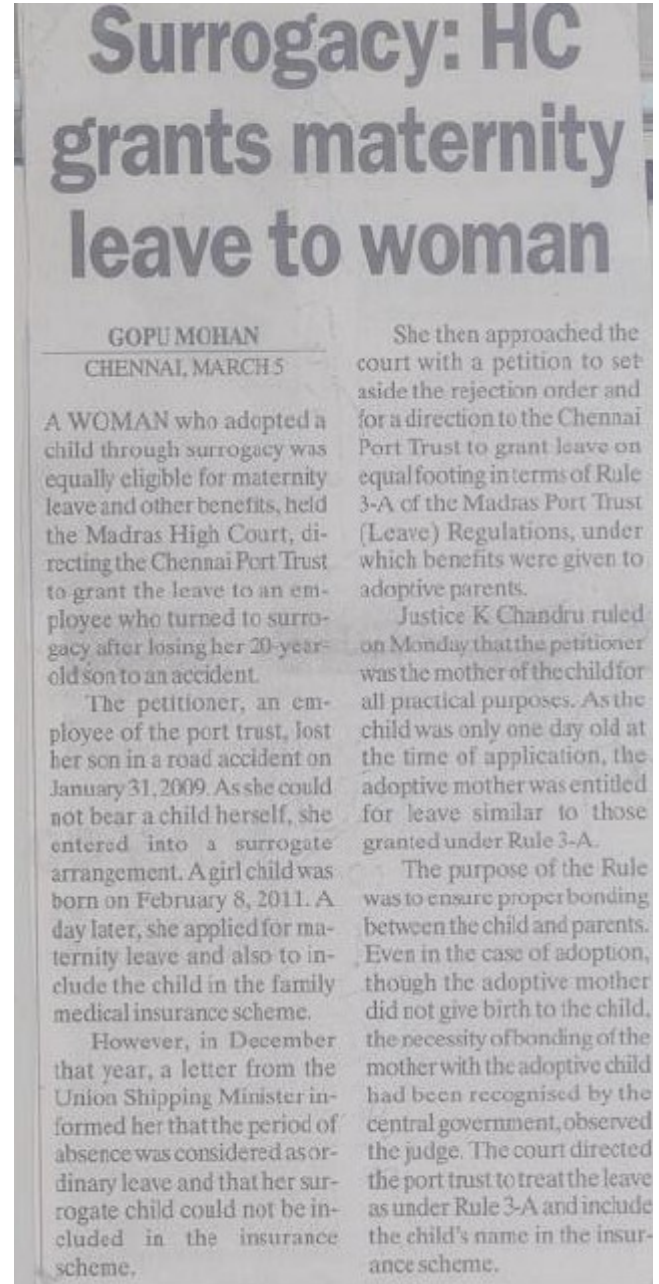 Surrogacy: HC
grants maternity
leave to woman
GOPU MOHAN
CHENNAI, MARCH 5
A WOMAN who adopted a
child through surrogacy was
equally eligible for maternity
leave and other benefits, held
the Madras High Court, di-
recting the Chennai Port Trust
to grant the leave to an em-
ployee who turned to surro-
gacy after losing her 20-year-
old son to an accident.
The petitioner, an em-
ployee of the port trust, lost
her son in a road accident on
January 31, 2009. As she could
not bear a child herself, she
entered into a surrogate
arrangement. A girl child was
born on February 8, 2011. A
day later, she applied for ma-
ternity leave and also to in-
clude the child in the family
medical insurance scheme.
However, in December
that year, a letter from the
Union Shipping Minister in-
formed her that the period of
absence was considered as or-
dinary leave and that her sur-
rogate child could not be in-
cluded in the insurance
scheme.
She then approached the
court with a petition to set
aside the rejection order and
for a direction to the Chennai
Port Trust to grant leave on
equal footing in terms of Rule
3-A of the Madras Port Trust
(Leave) Regulations, under
which benefits were given to
adoptive parents.
Justice K Chandru ruled
on Monday that the petitioner
was the mother of the child for
all practical purposes. As the
child was only one day old at
the time of application, the
adoptive mother was entitled
for leave similar to those
granted under Rule 3-A.
The purpose of the Rule
was to ensure proper bonding
between the child and parents.
Even in the case of adoption,
though the adoptive mother
did not give birth to the child,
the necessity of bonding of the
mother with the adoptive child
had been recognised by the
central government, observed
the judge. The court directed
the port trust to treat the leave
as under Rule 3-A and include
the child's name in the insur-
ance scheme.